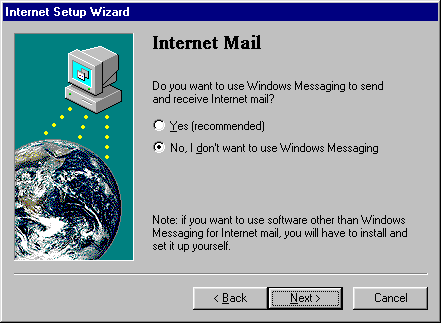 Internet Setup Wizard
Internet Mail
Do you want to use Windows Messaging to send
and receive Internet mail?
Yes (recommended)
No, I don't want to use Windows Messaging
Note: if you want to use software other than Windows
Messaging for Internet mail, you will have to install and
set it up yourself.
< Back
Next >
Cancel